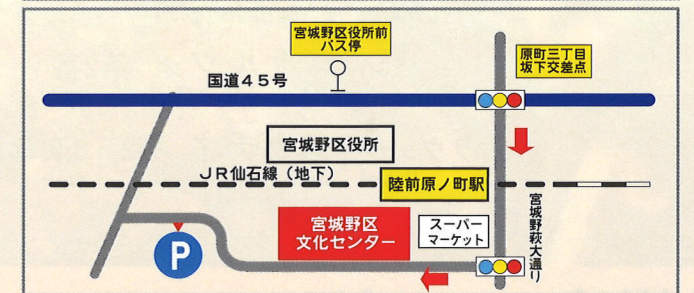 宮城野区役所前
バス停
原町三丁目
坂下交差点
国道45号
宮城野区役所
JR仙石線（地下）
陸前原ノ町駅
宮城野萩大通り
宮城野区
文化センター
スーパー
マーケット
P